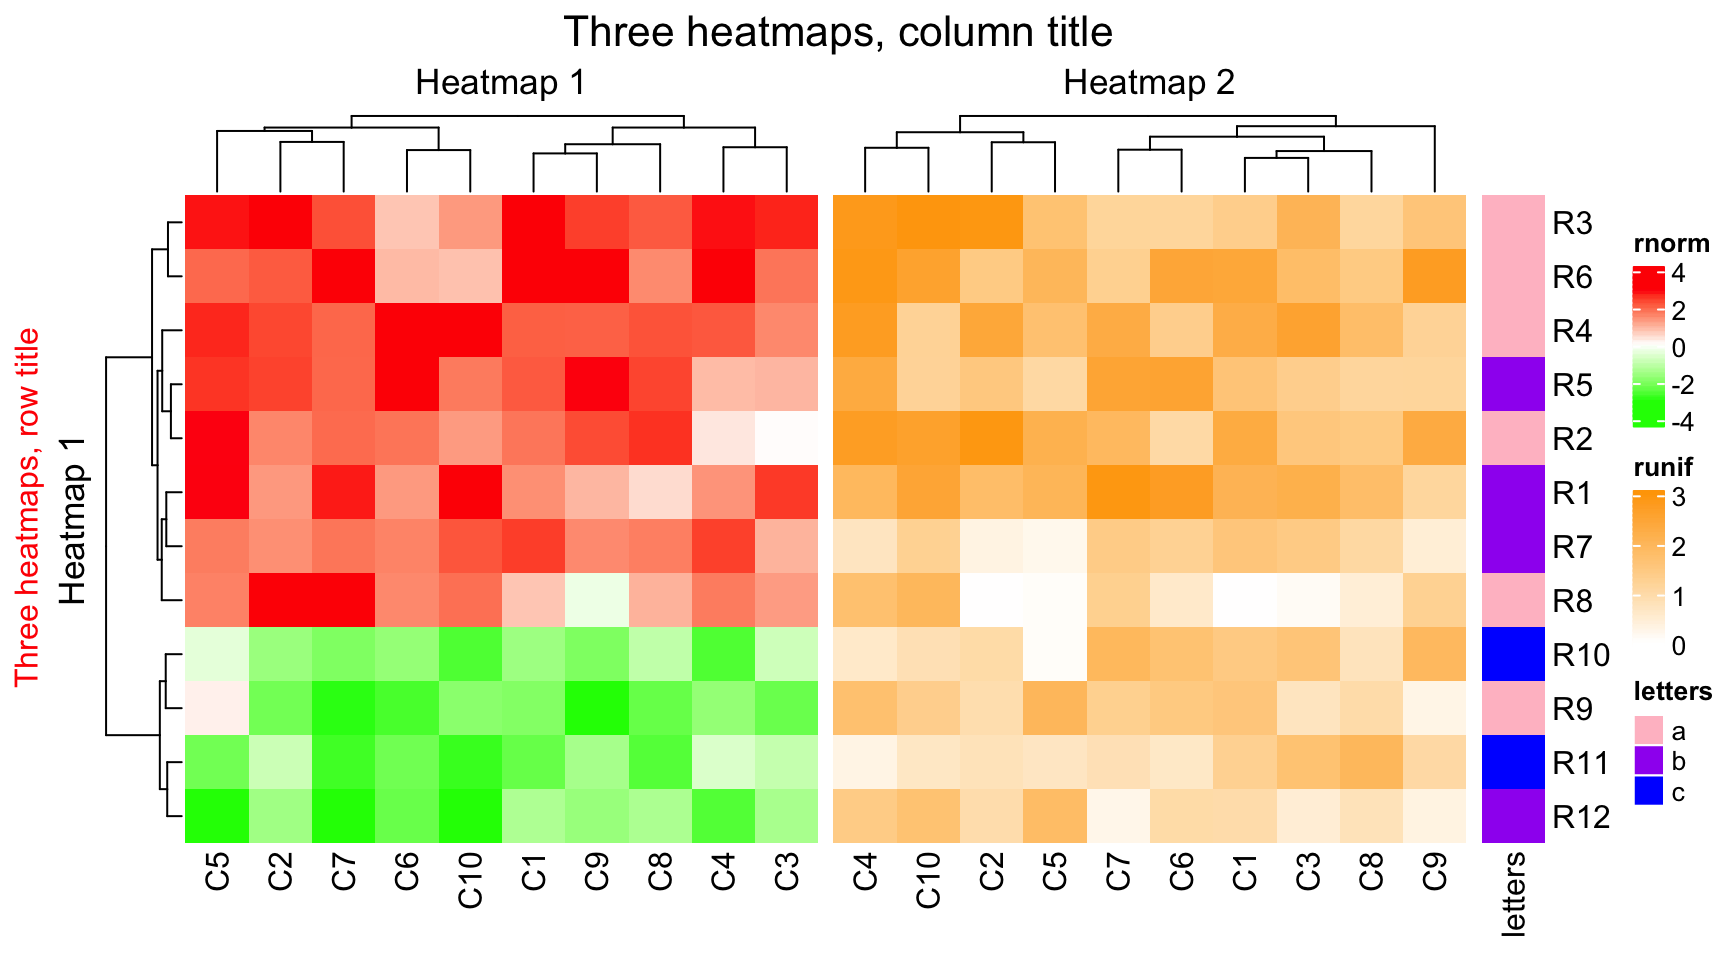 Three heatmaps, column title
Heatmap 1
Heatmap 2
Three heatmaps, row title
Heatmap 1
R3
R6
R4
R5
R2
R1
R7
R8
R10
R9
R11
R12
C5 C2 C7 C6 C10 C1 C9 C8 C4 C3
C4 C10 C2 C5 C7 C6 C1 C3 C8 C9
letters
rnorm
4
2
0
-2
-4
runif
3
2
1
0
letters
a
b
c